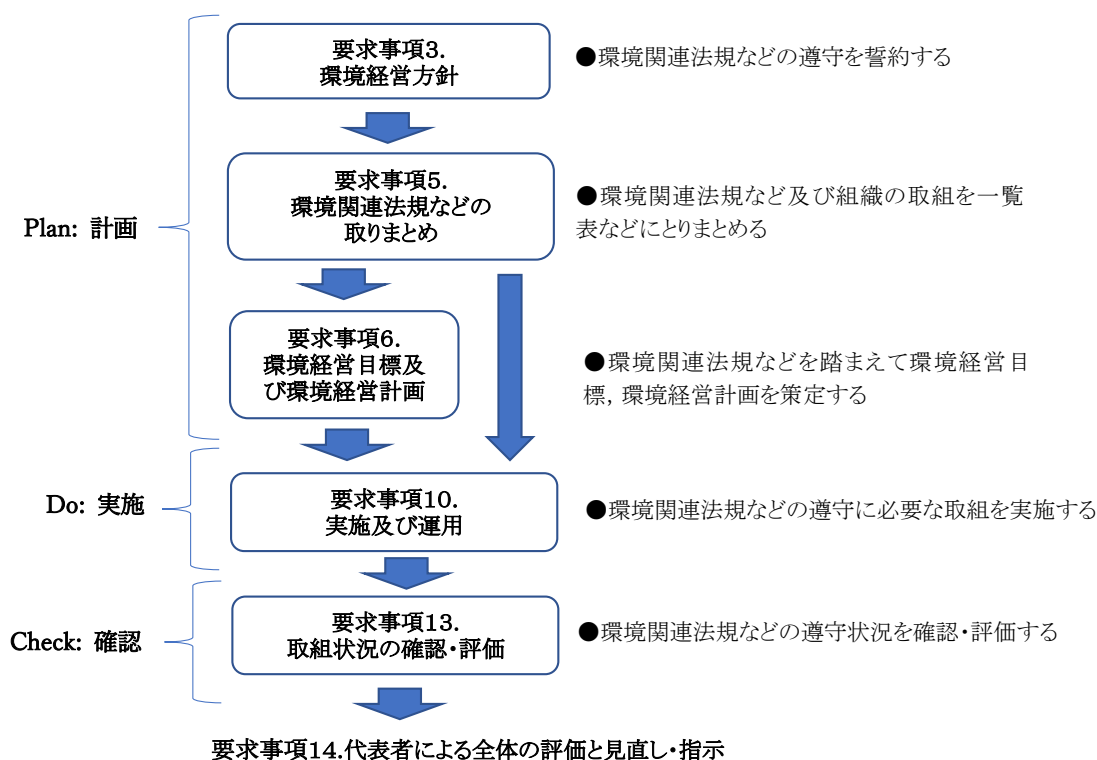 要求事項3.
環境経営方針
●環境関連法規などの遵守を誓約する
要求事項5.
環境関連法規などの
取りまとめ
●環境関連法規など及び組織の取組を一覧
表などにとりまとめる
Plan: 計画
要求事項6.
環境経営目標及
び環境経営計画
●環境関連法規などを踏まえて環境経営目
標, 環境経営計画を策定する
Do: 実施
要求事項10.
実施及び運用
●環境関連法規などの遵守に必要な取組を実施する
Check: 確認
要求事項13.
取組状況の確認・評価
●環境関連法規などの遵守状況を確認・評価する
要求事項14.代表者による全体の評価と見直し・指示